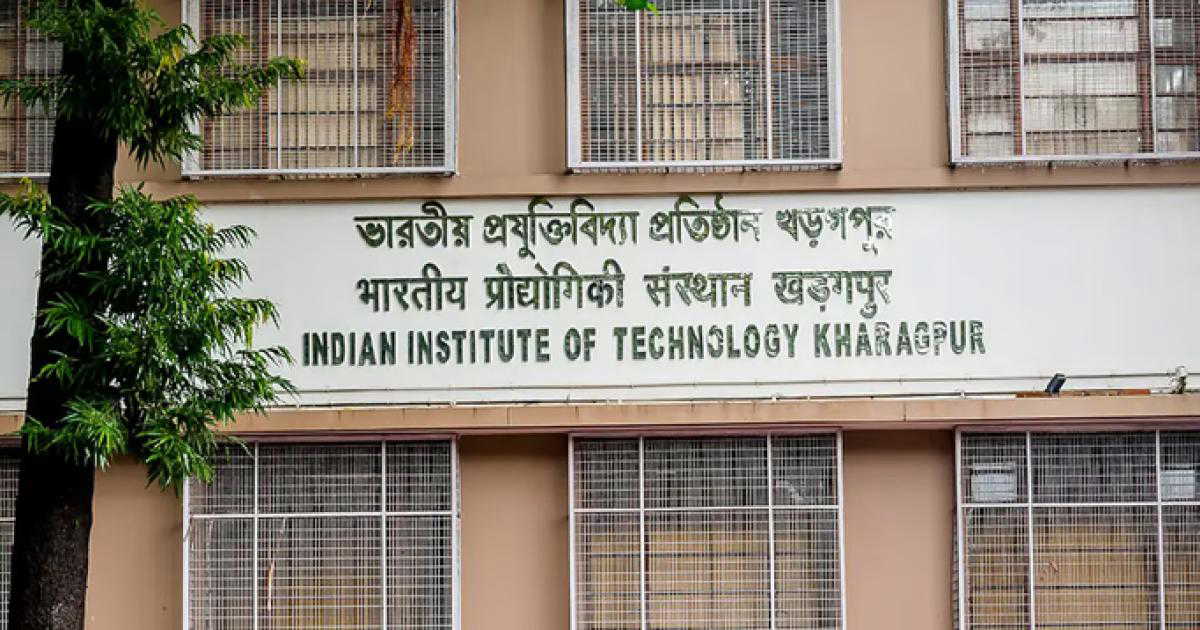 ভারতীয় প্রযুক্তিবিদ্যা প্রতিষ্ঠান খড়গপুর
भारतीय प्रौद्योगिकी संस्थान खड़गपुर
INDIAN INSTITUTE OF TECHNOLOGY KHARAGPUR